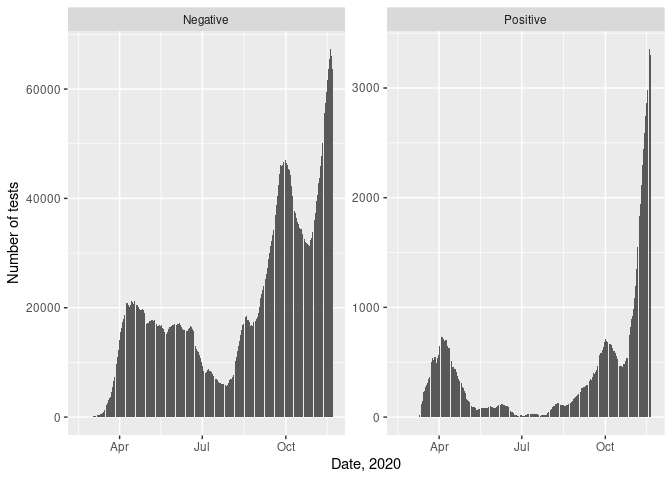 Negative
Positive
Number of tests
60000
40000
20000
0
3000
2000
1000
0
Apr
Jul
Oct
Apr
Jul
Oct
Date, 2020